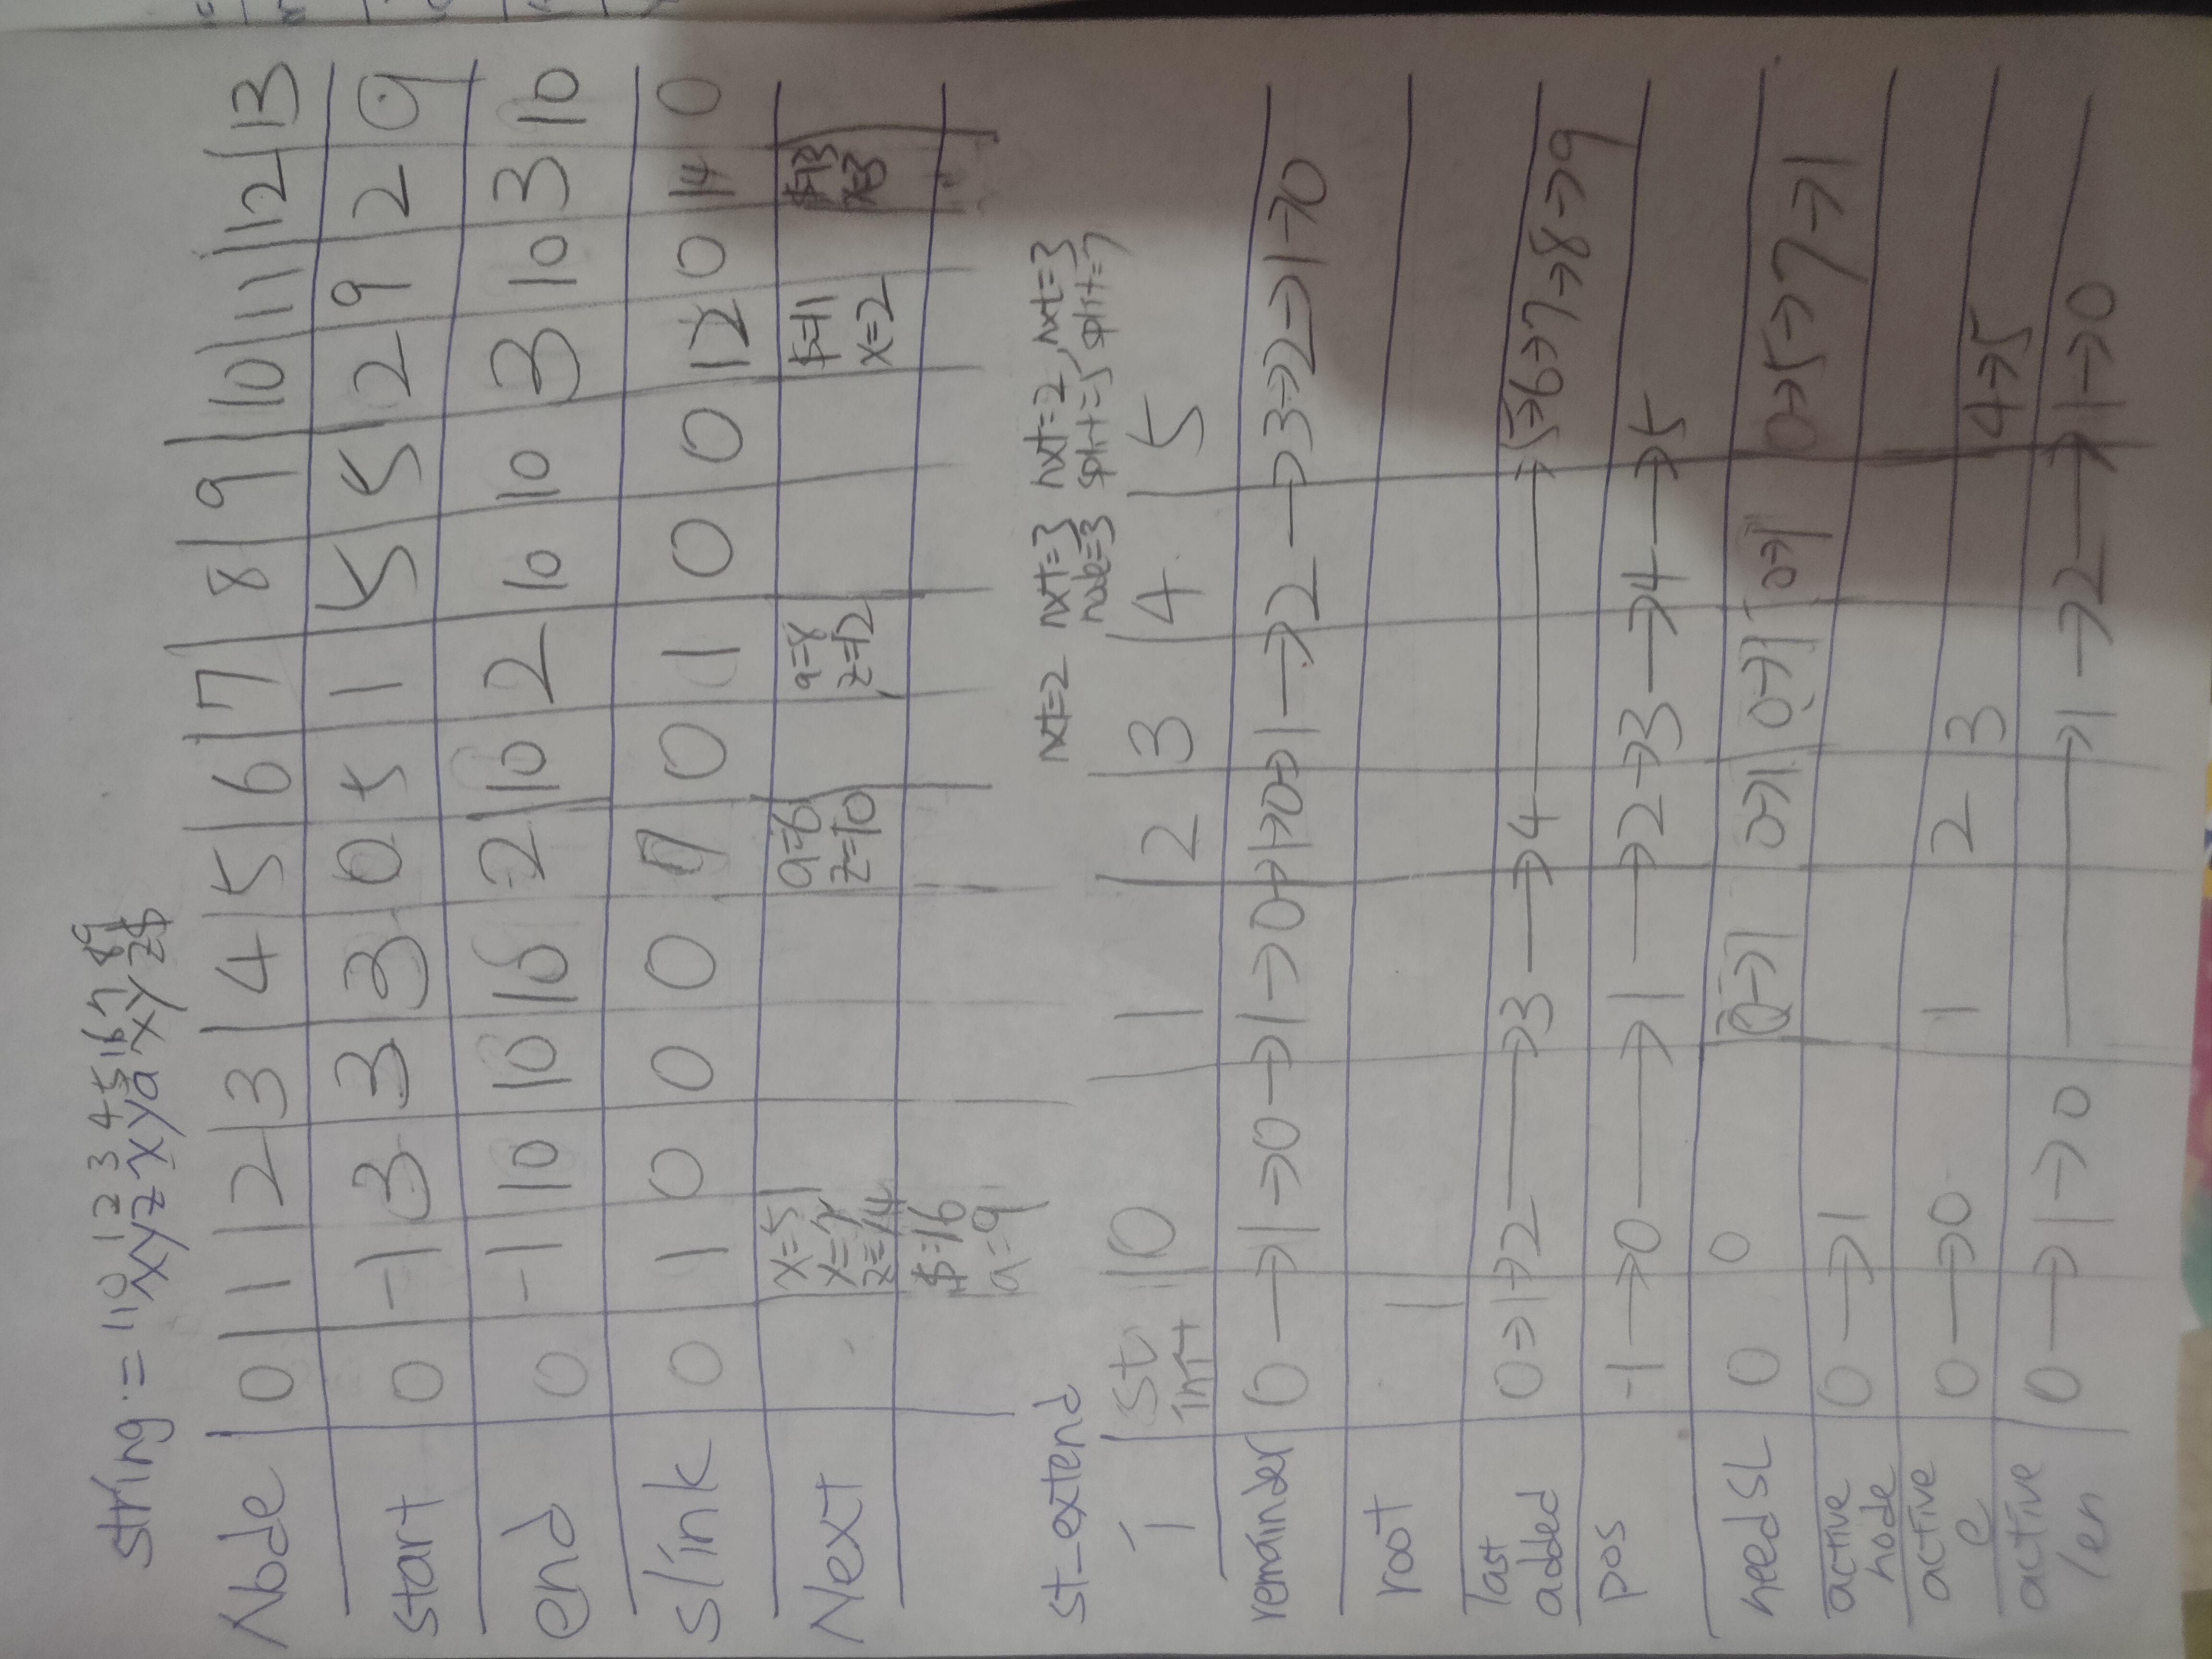 11 0 1 2 3 4 5 16 7 8 9
string := xyzxyaxyz$
Node 0 1 2 3 4 5 6 7 8 9 10 11 12 13
start 0 -1 3 3 3 0 5 1 5 5 2 9 2 9
end 0 -1 10 10 10 2 10 2 10 10 3 10 3 10
slink 0 1 0 0 0 7 0 1 0 0 12 0 14 0
Next x=5 a=6 a=8 $=11 $=13
y=7 z=10 z=12 x=2 x=3
z=14
$=16
a=9
st_extend nxt=2 nxt=3 nxt=2, nxt=3
node=3 split=5 split=7
i st init 0 1 2 3 4 5
remainder 0 →1→0→1→0→1→0→1→2→3→2→1→0
root 1
last added 0→1→2→3→4→5→6→7→8→9
pos -1→0→1→2→3→4→5
need SL 0 0 0→1 0→1 0→1 0→1 0→5→7→1
active node 0→1
active e 0→0 1 2 3 4→5
active len 0→1→0→1→2→1→0